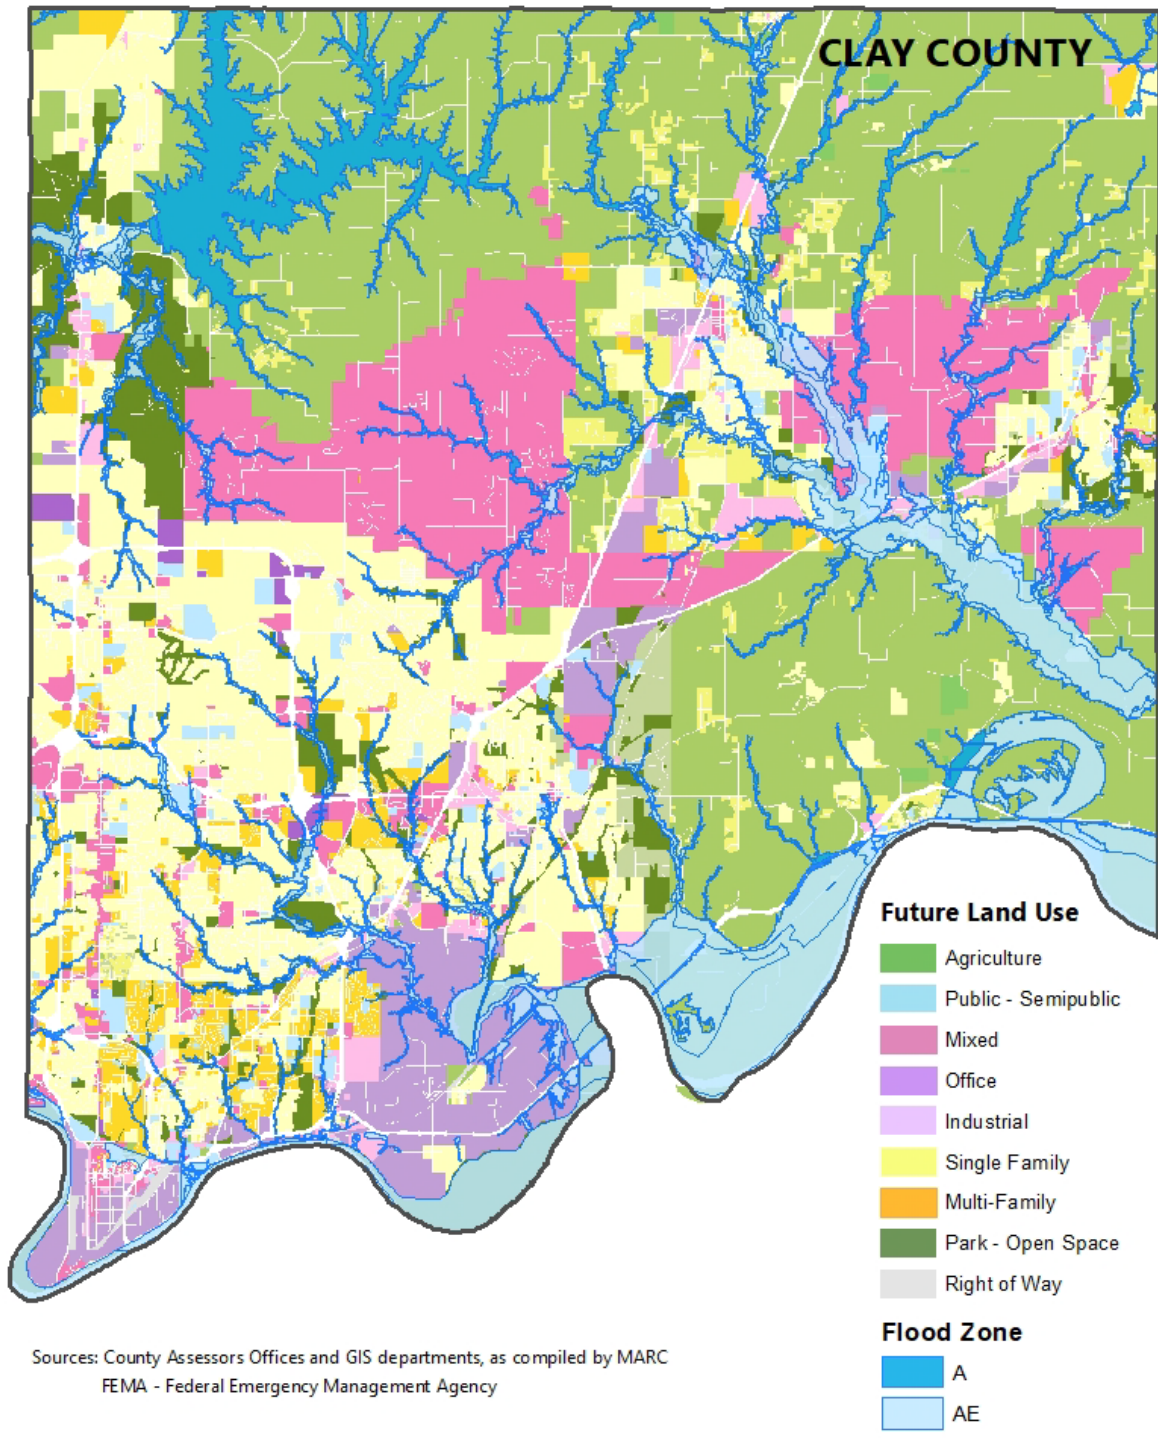 CLAY COUNTY
Future Land Use
Agriculture
Public - Semipublic
Mixed
Office
Industrial
Single Family
Multi-Family
Park - Open Space
Right of Way
Flood Zone
A
AE
Sources: County Assessors Offices and GIS departments, as compiled by MARC
FEMA - Federal Emergency Management Agency